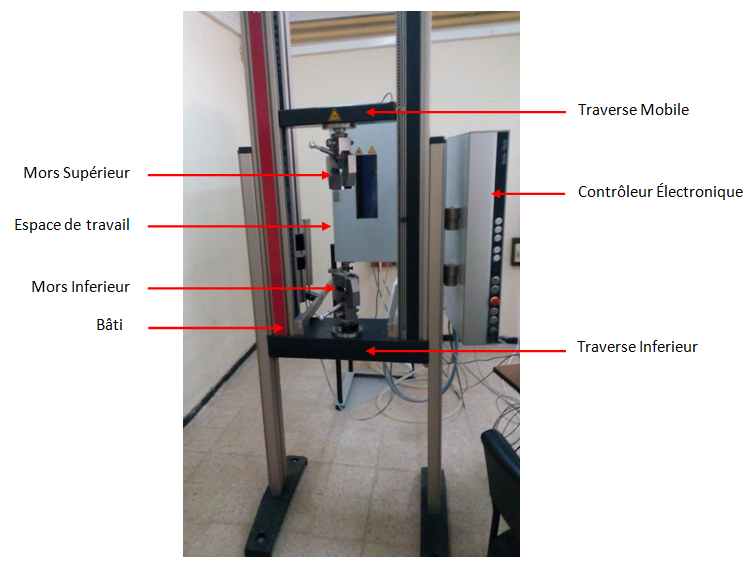 Traverse Mobile
Mors Supérieur
Contrôleur Électronique
Espace de travail
Mors Inferieur
Bâti
Traverse Inferieur